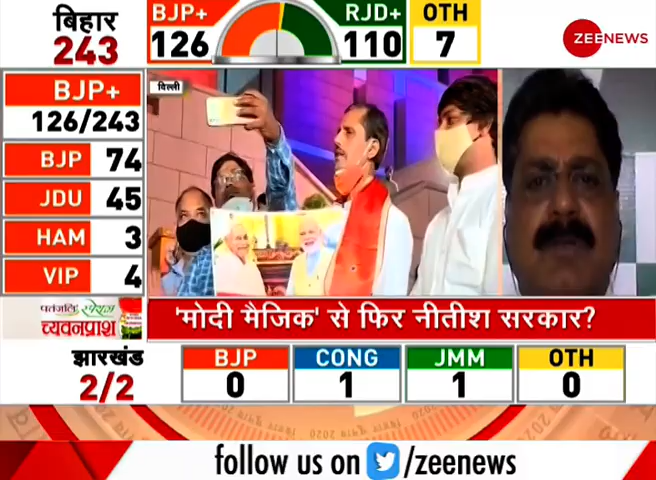 बिहार
243
BJP+
126
RJD+
110
OTH
7
ZEENEWS
BJP+
126/243
BJP 74
JDU 45
HAM 3
VIP 4
दिल्ली
पतंजलि स्पेशल
च्यवनप्राश
'मोदी मैजिक' से फिर नीतीश सरकार?
झारखंड
2/2
BJP
0
CONG
1
JMM
1
OTH
0
2020
follow us on /zeenews